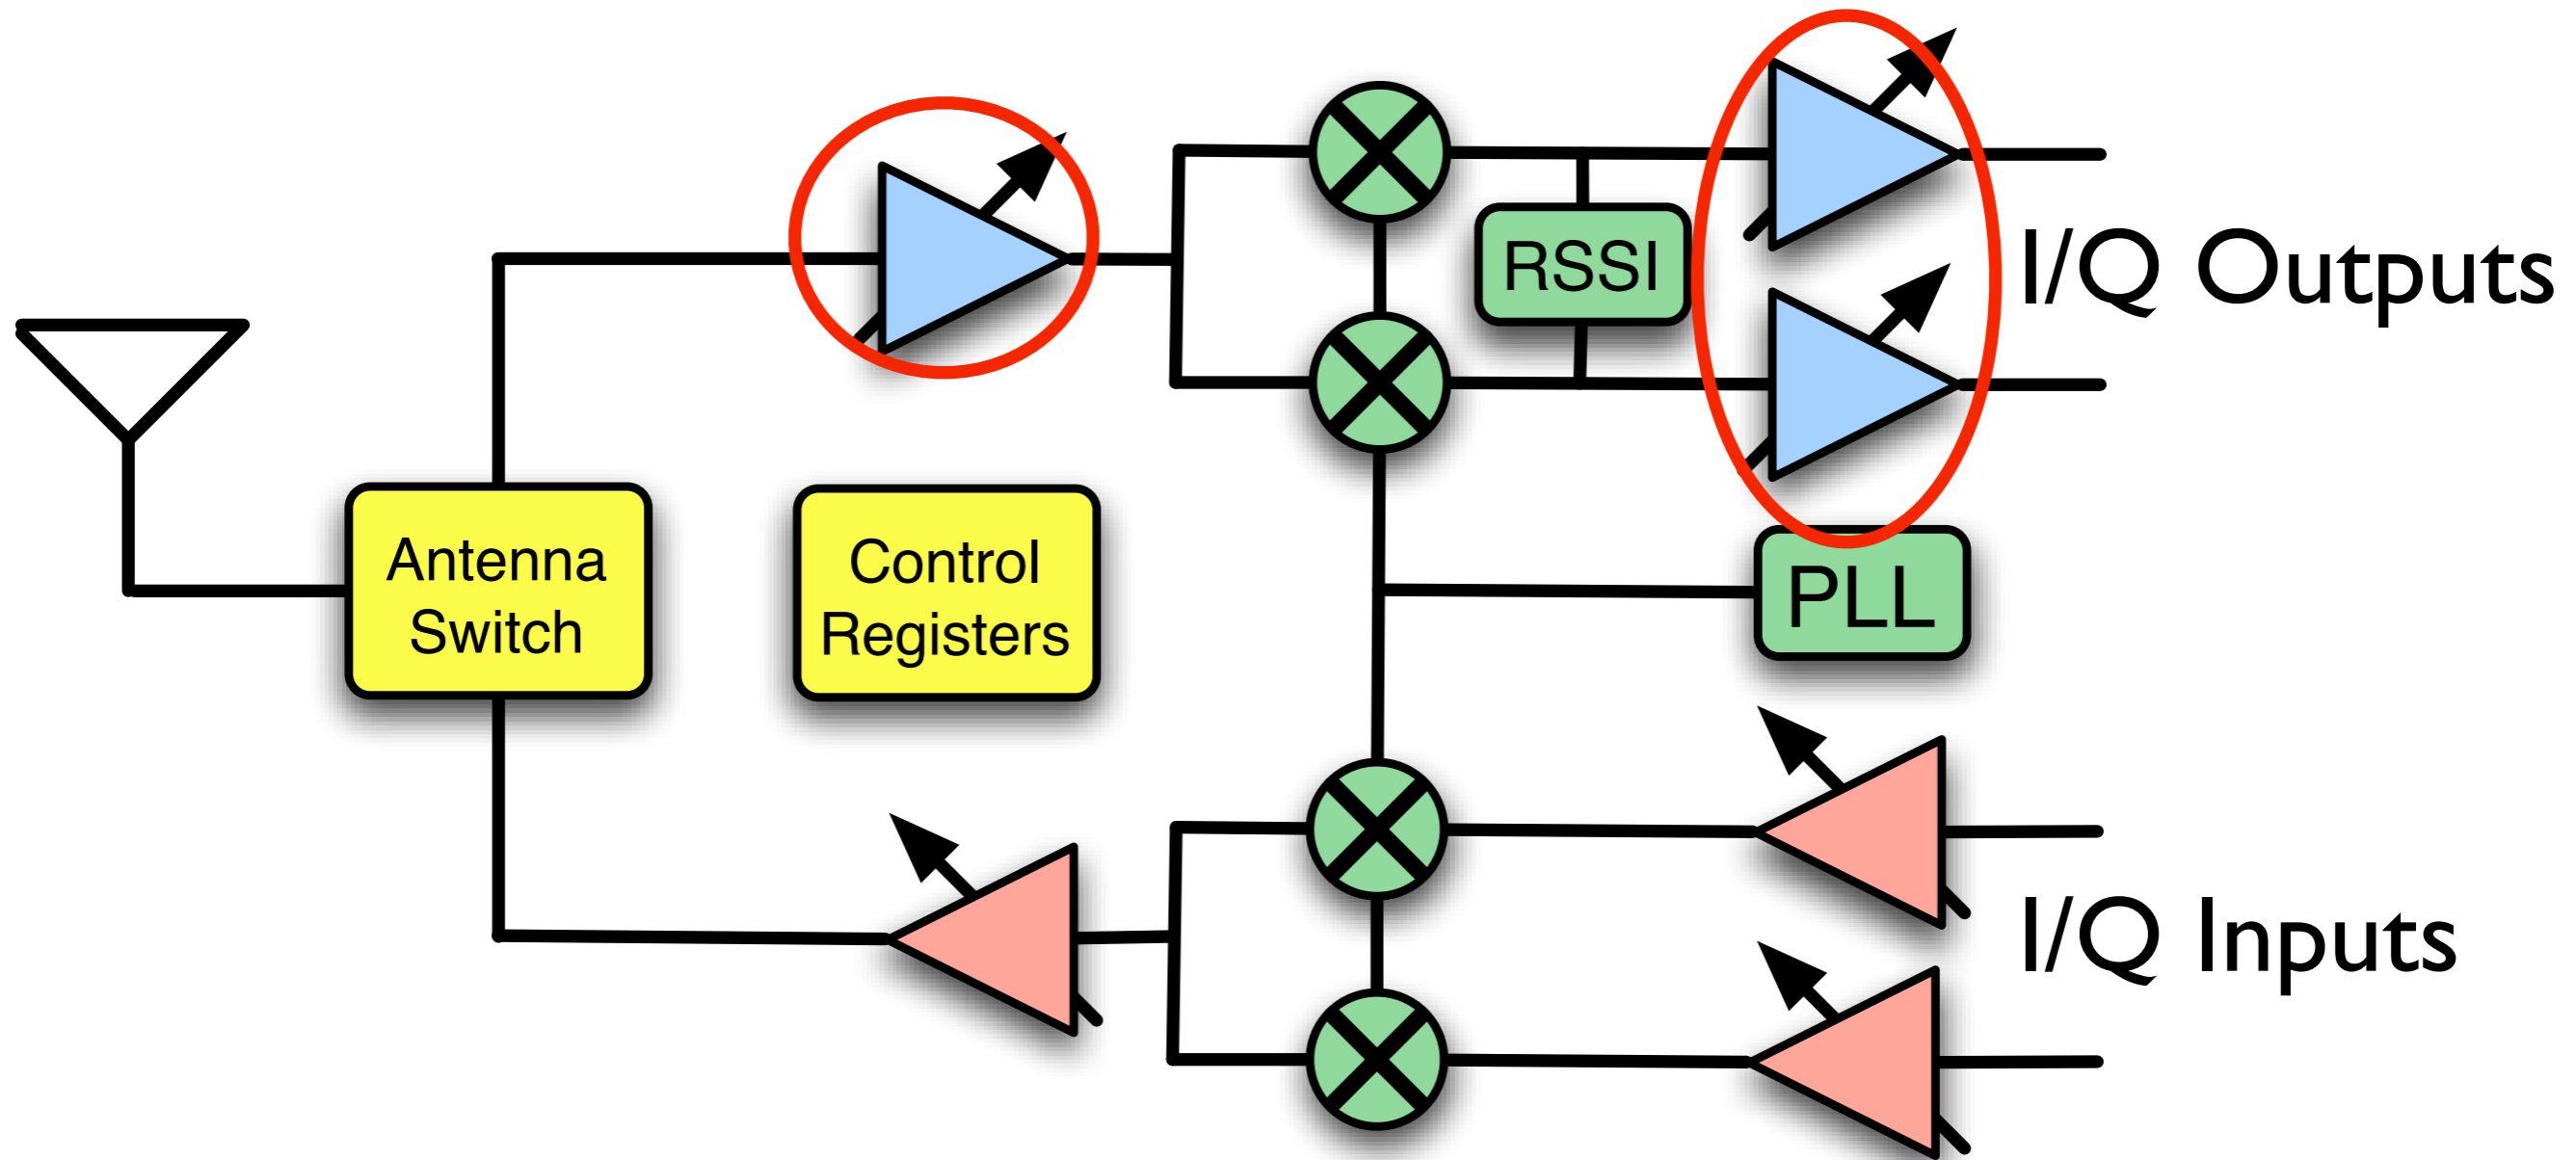 RSSI
I/Q Outputs
Antenna
Switch
Control
Registers
PLL
I/Q Inputs